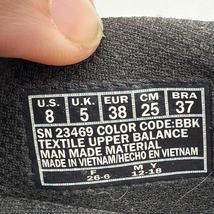 U.S. U.K. EUR CM BRA
8 5 38 25 37
SN 23469 COLOR CODE:BBK
TEXTILE UPPER BALANCE
MAN MADE MATERIAL
MADE IN VIETNAM/HECHO EN VIETNAM
F M Y
26-6 12-18